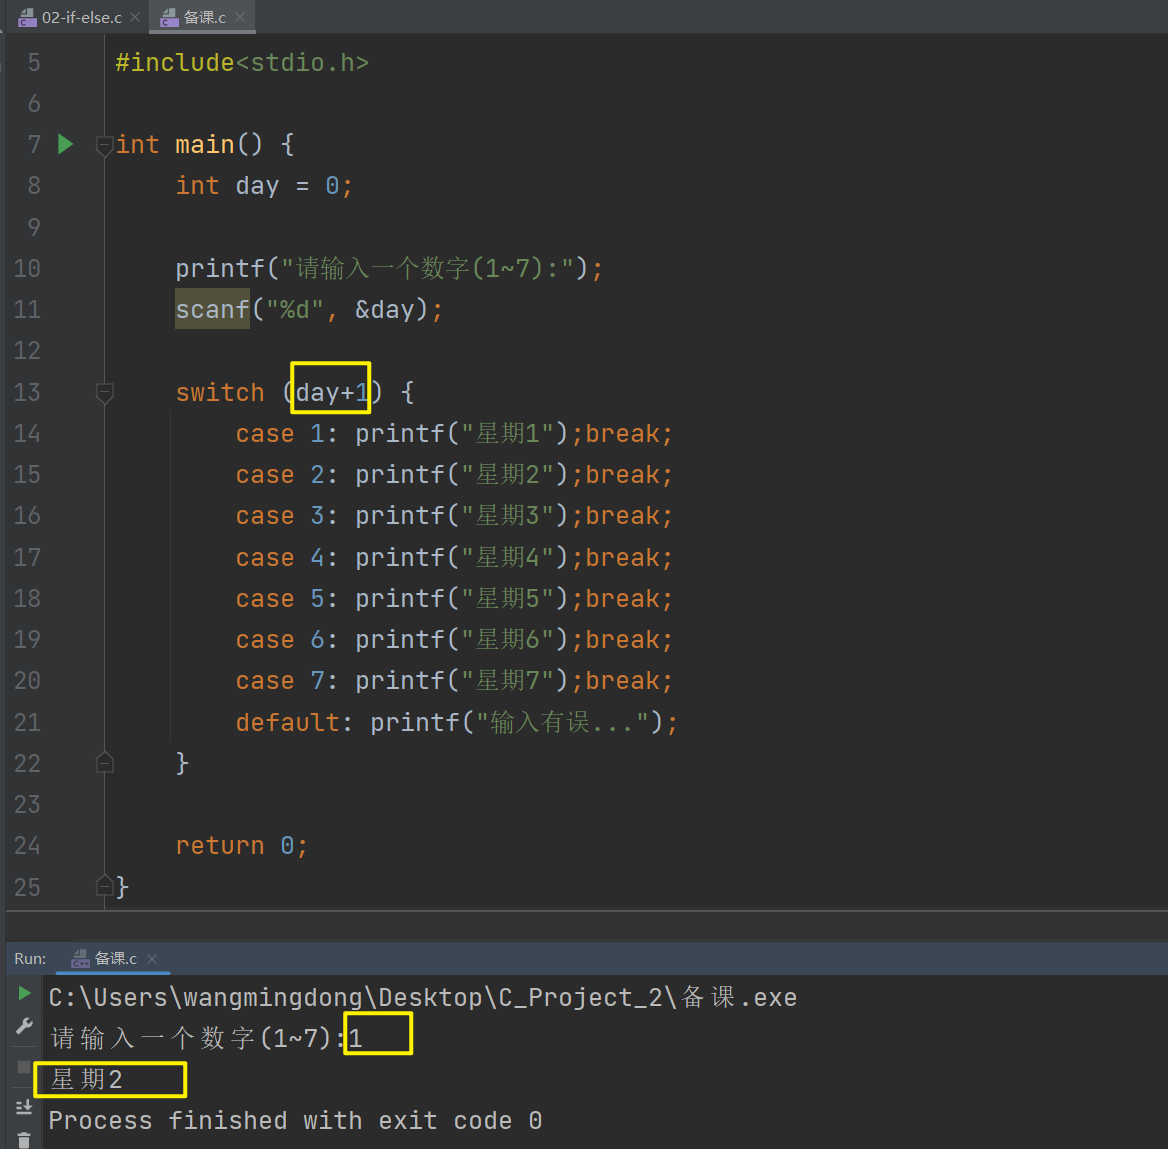 02-if-else.c 备课.c
5 #include<stdio.h>
6
7 int main() {
8 int day = 0;
9
10 printf("请输入一个数字(1~7):");
11 scanf("%d", &day);
12
13 switch (day+1) {
14 case 1: printf("星期1");break;
15 case 2: printf("星期2");break;
16 case 3: printf("星期3");break;
17 case 4: printf("星期4");break;
18 case 5: printf("星期5");break;
19 case 6: printf("星期6");break;
20 case 7: printf("星期7");break;
21 default: printf("输入有误...");
22 }
23
24 return 0;
25 }
Run: 备课.c
C:\Users\wangmingdong\Desktop\C_Project_2\备课.exe
请输入一个数字(1~7):1
星期2
Process finished with exit code 0